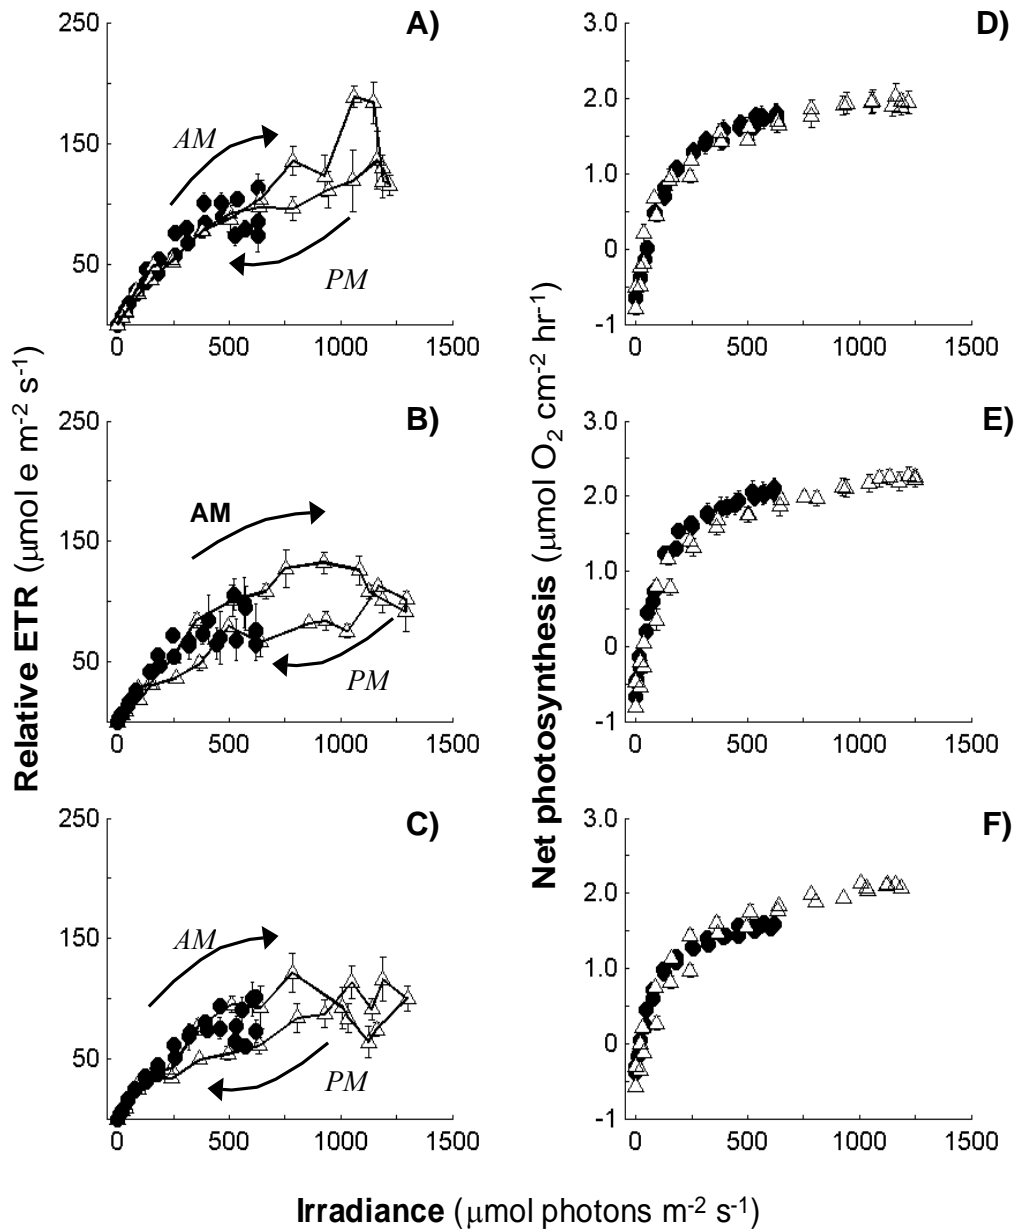 Relative ETR (μmol e m-2 s-1)
A)
250
150
50
AM
PM
0 500 1000 1500
B)
250
150
50
AM
PM
0 500 1000 1500
C)
250
150
50
AM
PM
0 500 1000 1500
Net photosynthesis (μmol O2 cm-2 hr-1)
D)
3.0
2.0
1.0
0
-1
0 500 1000 1500
E)
3.0
2.0
1.0
0
-1
0 500 1000 1500
F)
3.0
2.0
1.0
0
-1
0 500 1000 1500
Irradiance (μmol photons m-2 s-1)